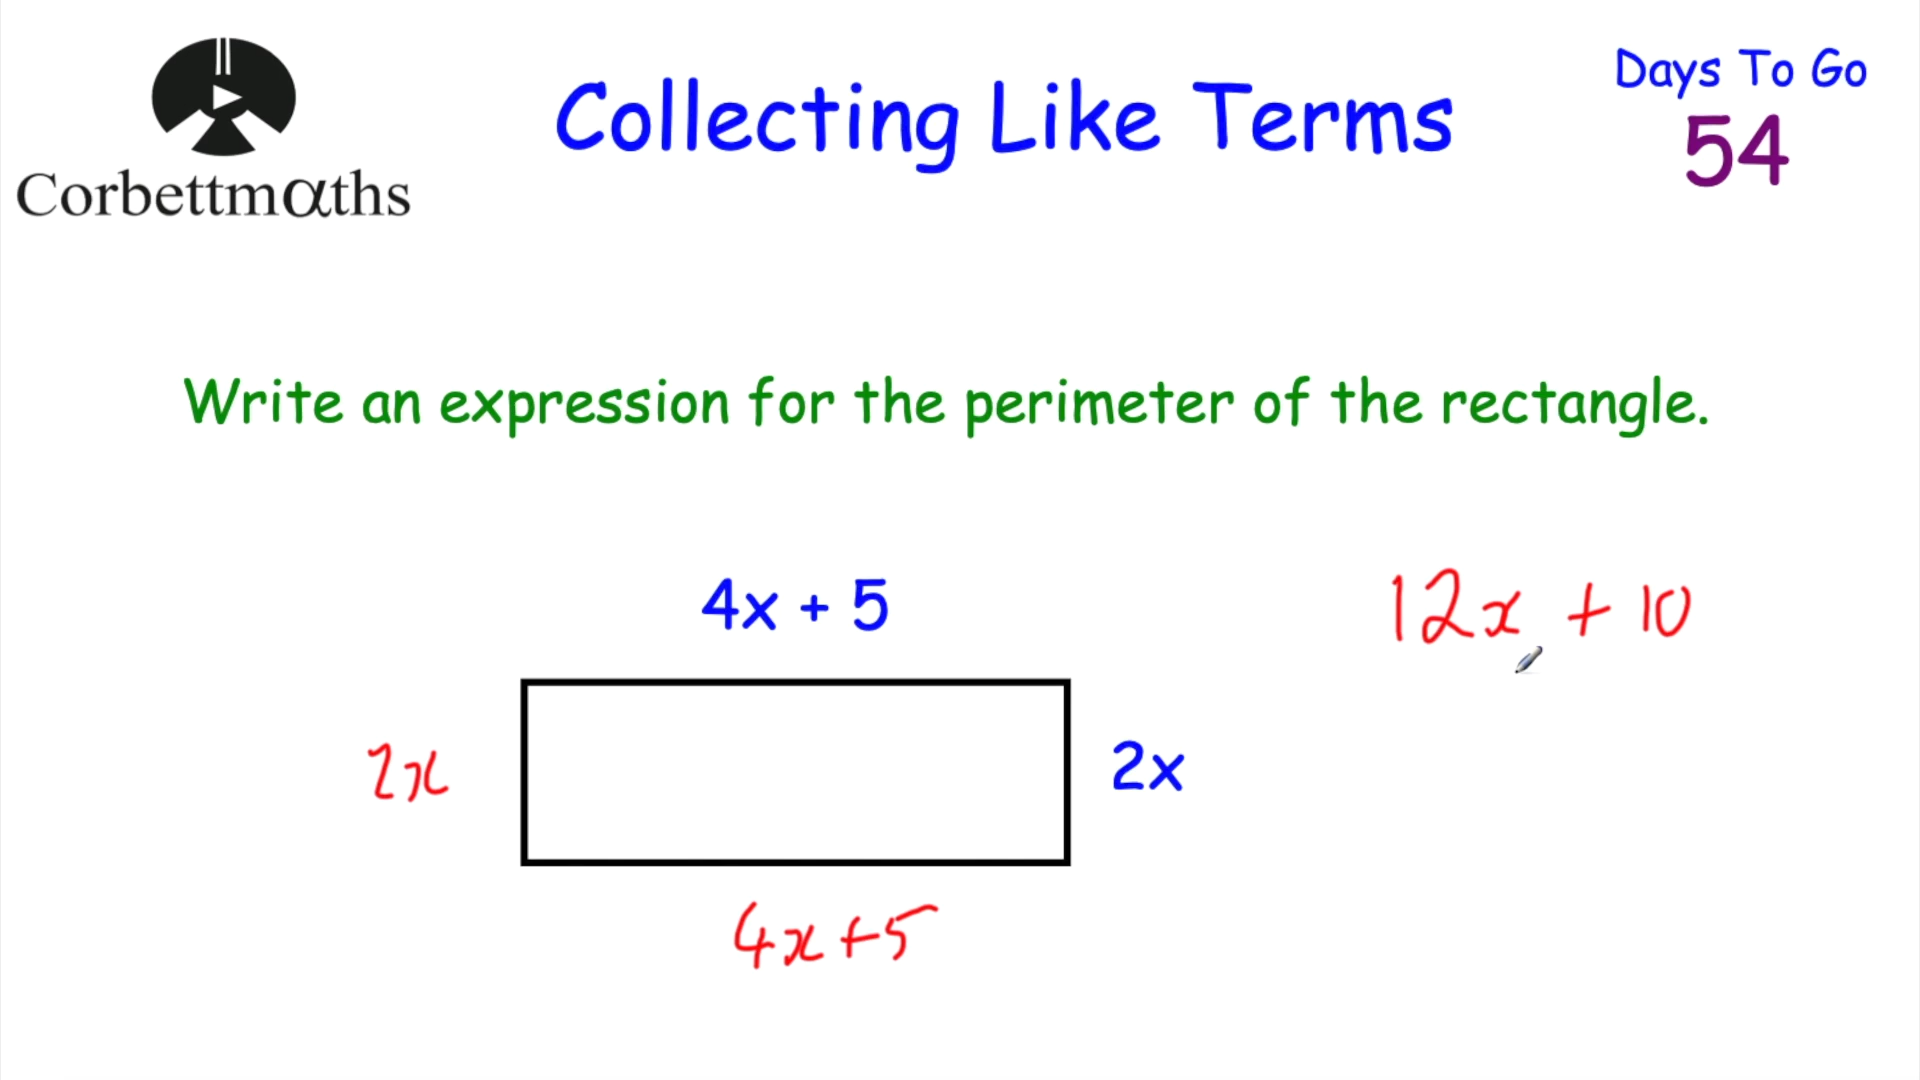 Corbettmαths
Collecting Like Terms
Days To Go
54
Write an expression for the perimeter of the rectangle.
4x + 5
12x + 10
2x
2x
4x+5